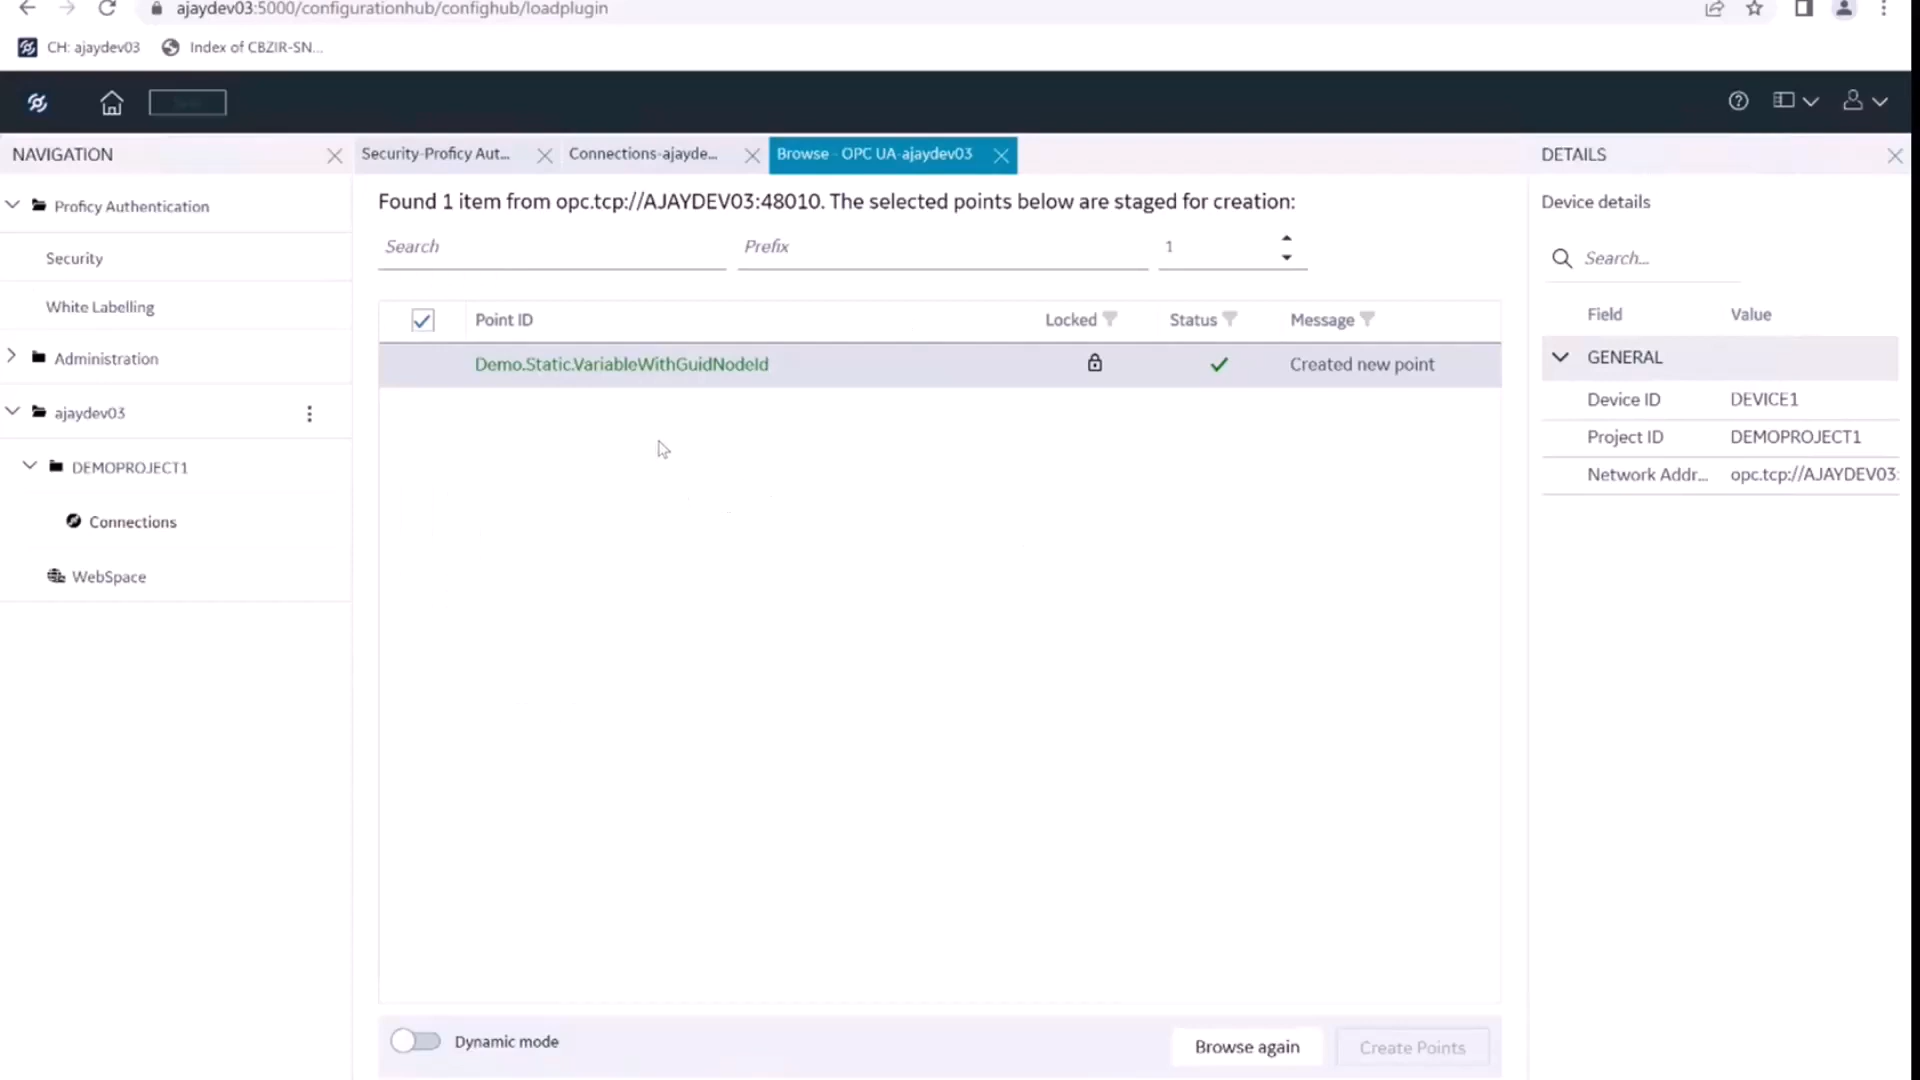 ajaydev03:5000/configurationhub/confighub/loadplugin
CH: ajaydev03 Index of CBZIR-SN...
NAVIGATION
Proficy Authentication
Security
White Labelling
Administration
ajaydev03
DEMOPROJECT1
Connections
WebSpace
Security-Proficy Aut... Connections-ajayde... Browse - OPC UA-ajaydev03
Found 1 item from opc.tcp://AJAYDEV03:48010. The selected points below are staged for creation:
Search Prefix 1
Point ID Locked Status Message
Demo.Static.VariableWithGuidNodeId Created new point
Dynamic mode Browse again Create Points
DETAILS
Device details
Search...
Field Value
GENERAL
Device ID DEVICE1
Project ID DEMOPROJECT1
Network Addr... opc.tcp://AJAYDEV03: